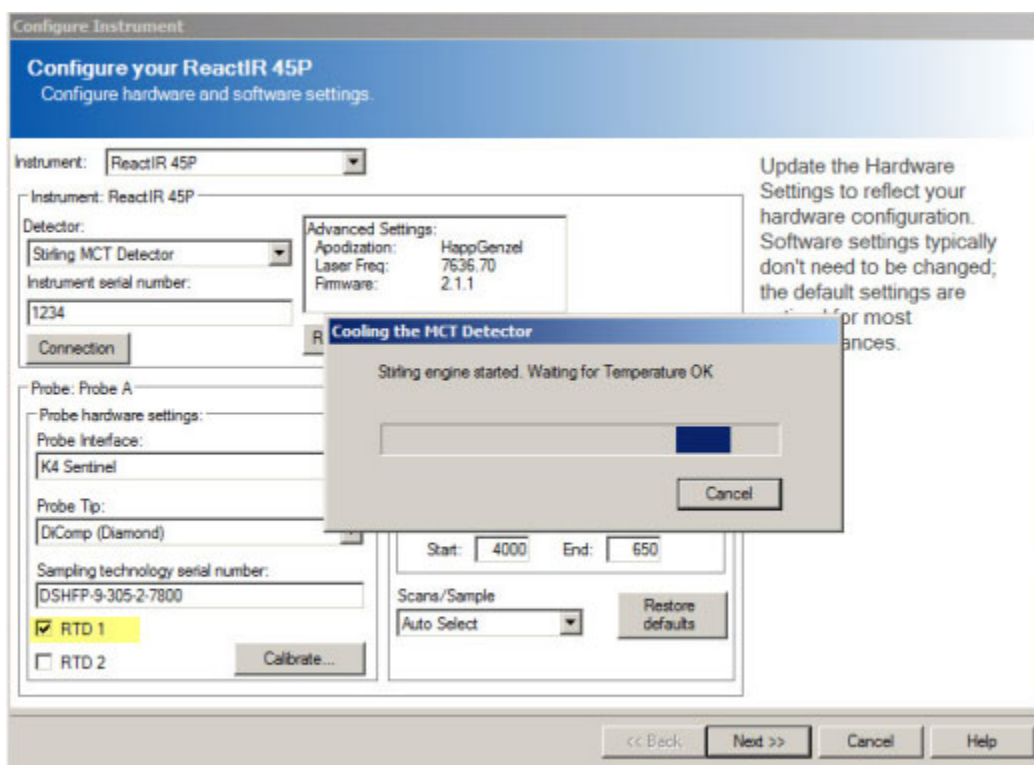 Configure Instrument
Configure your ReactIR 45P
Configure hardware and software settings.
Instrument: ReactIR 45P
Instrument: ReactIR 45P
Detector:
Stirling MCT Detector
Instrument serial number:
1234
Connection
Advanced Settings:
Apodization: HappGenzel
Laser Freq: 7636.70
Firmware: 2.1.1
R
Update the Hardware
Settings to reflect your
hardware configuration.
Software settings typically
don't need to be changed;
the default settings are
for most
ances.
Cooling the MCT Detector
Stirling engine started. Waiting for Temperature OK
Cancel
Probe: Probe A
Probe hardware settings:
Probe Interface:
K4 Sentinel
Probe Tip:
DiComp (Diamond)
Sampling technology serial number:
DSHFP-9-305-2-7800
RTD 1
RTD 2
Calibrate...
Start: 4000 End: 650
Scans/Sample
Auto Select
Restore
defaults
<< Back
Next >>
Cancel
Help